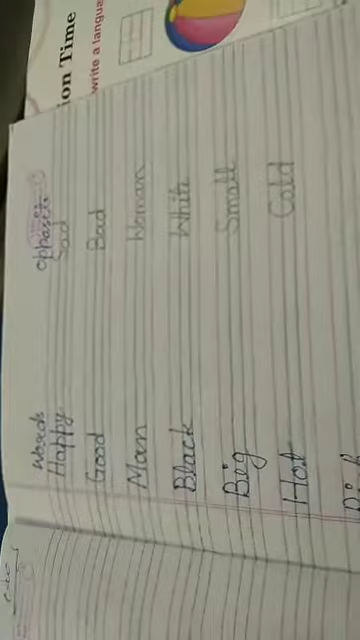 ion Time
write a langua
Words opposite
Happy Sad
Good Bad
Man Woman
Black White
Big Small
Hot Cold